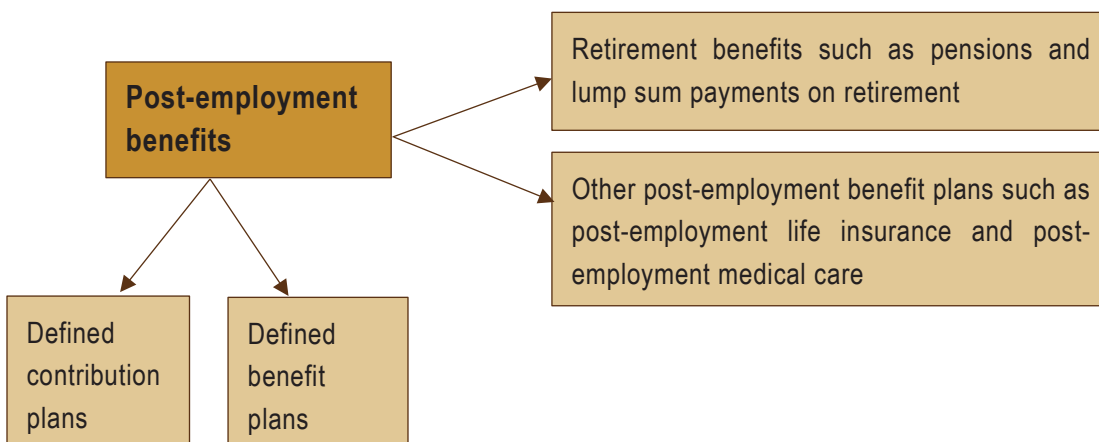 Post-employment
benefits
Retirement benefits such as pensions and
lump sum payments on retirement
Other post-employment benefit plans such as
post-employment life insurance and post-
employment medical care
Defined
contribution
plans
Defined
benefit
plans